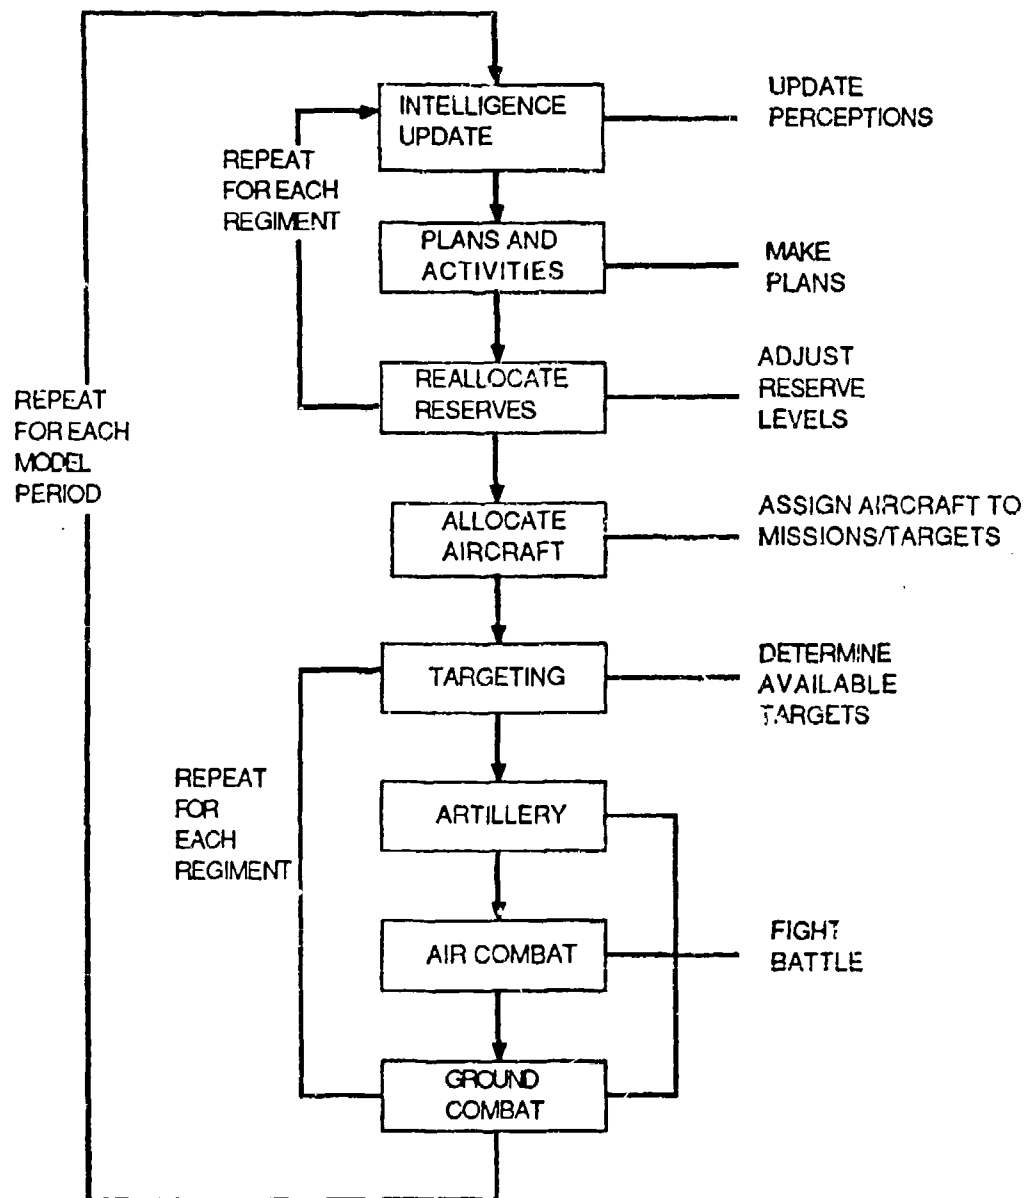 INTELLIGENCE
UPDATE
UPDATE
PERCEPTIONS
REPEAT
FOR EACH
REGIMENT
PLANS AND
ACTIVITIES
MAKE
PLANS
REALLOCATE
RESERVES
ADJUST
RESERVE
LEVELS
REPEAT
FOR EACH
MODEL
PERIOD
ALLOCATE
AIRCRAFT
ASSIGN AIRCRAFT TO
MISSIONS/TARGETS
TARGETING
DETERMINE
AVAILABLE
TARGETS
REPEAT
FOR
EACH
REGIMENT
ARTILLERY
AIR COMBAT
FIGHT
BATTLE
GROUND
COMBAT